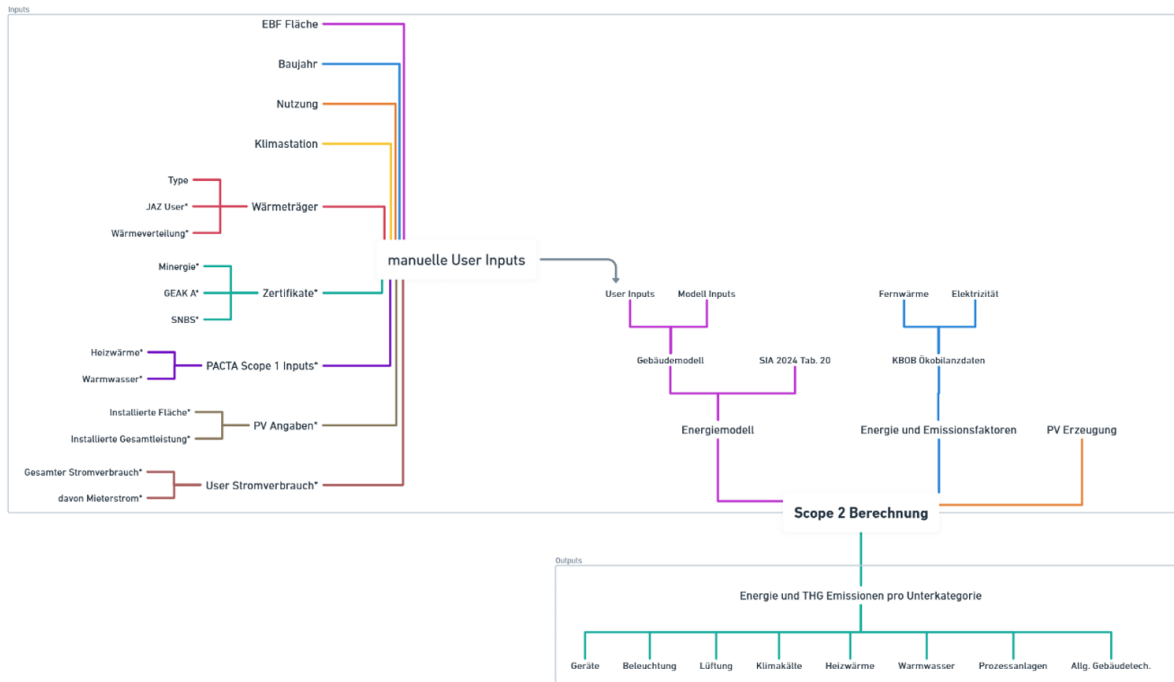 Inputs
EBF Fläche
Baujahr
Nutzung
Klimastation
Type
JAZ User*
Wärmeverteilung*
Wärmeträger
manuelle User Inputs
Minergie*
GEAK A*
SNBS*
Zertifikate*
Heizwärme*
Warmwasser*
PACTA Scope 1 Inputs*
Installierte Fläche*
Installierte Gesamtleistung*
PV Angaben*
Gesamter Stromverbrauch*
davon Mieterstrom*
User Stromverbrauch*
User Inputs
Modell Inputs
Fernwärme
Elektrizität
Gebäudemodell
SIA 2024 Tab. 20
KBOB Ökobilanzdaten
Energiemodell
Energie und Emissionsfaktoren
PV Erzeugung
Scope 2 Berechnung
Outputs
Energie und THG Emissionen pro Unterkategorie
Geräte
Beleuchtung
Lüftung
Klimakälte
Heizwärme
Warmwasser
Prozessanlagen
Allg. Gebäudetech.